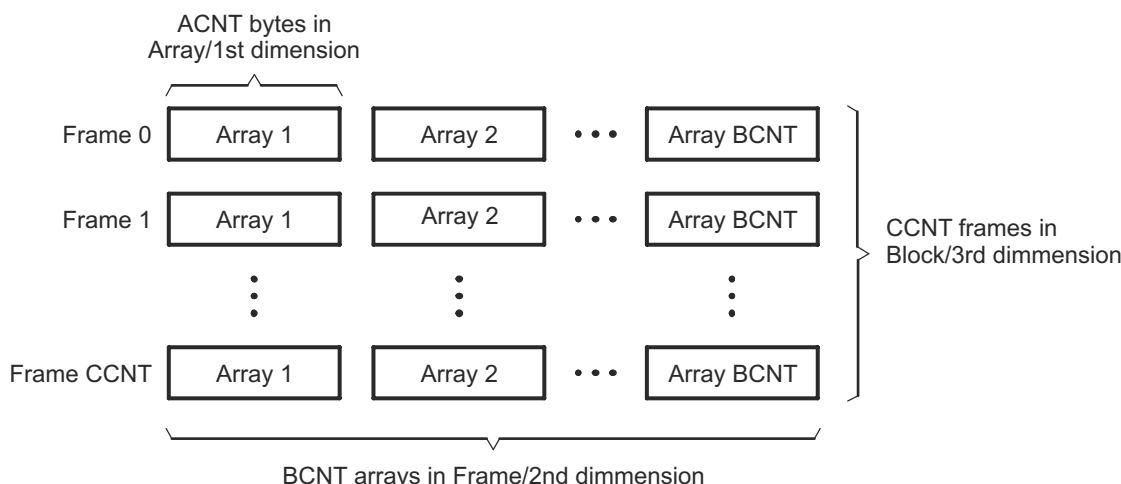 ACNT bytes in
Array/1st dimension
Frame 0
Array 1
Array 2
Array BCNT
Frame 1
Array 1
Array 2
Array BCNT
CCNT frames in
Block/3rd dimmension
Frame CCNT
Array 1
Array 2
Array BCNT
BCNT arrays in Frame/2nd dimmension